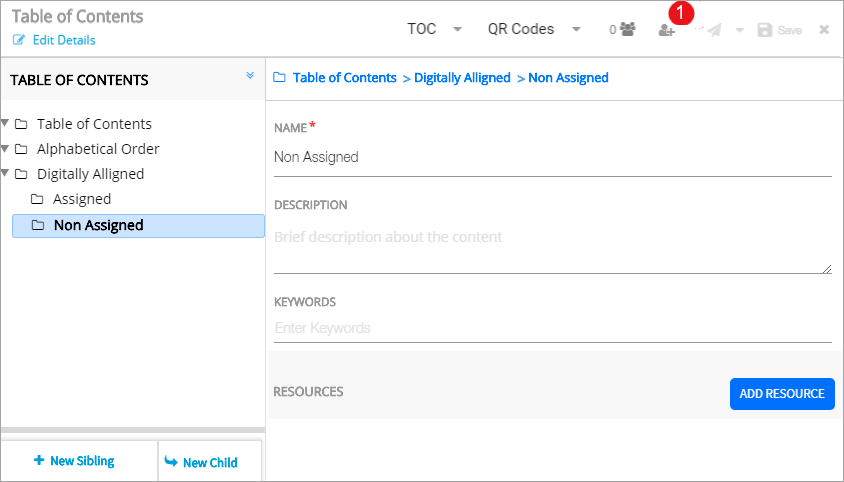 Table of Contents
Edit Details
TOC QR Codes 0 1 Save
TABLE OF CONTENTS
Table of Contents
Alphabetical Order
Digitally Alligned
Assigned
Non Assigned
New Sibling New Child
Table of Contents > Digitally Alligned > Non Assigned
NAME *
Non Assigned
DESCRIPTION
Brief description about the content
KEYWORDS
Enter Keywords
RESOURCES ADD RESOURCE